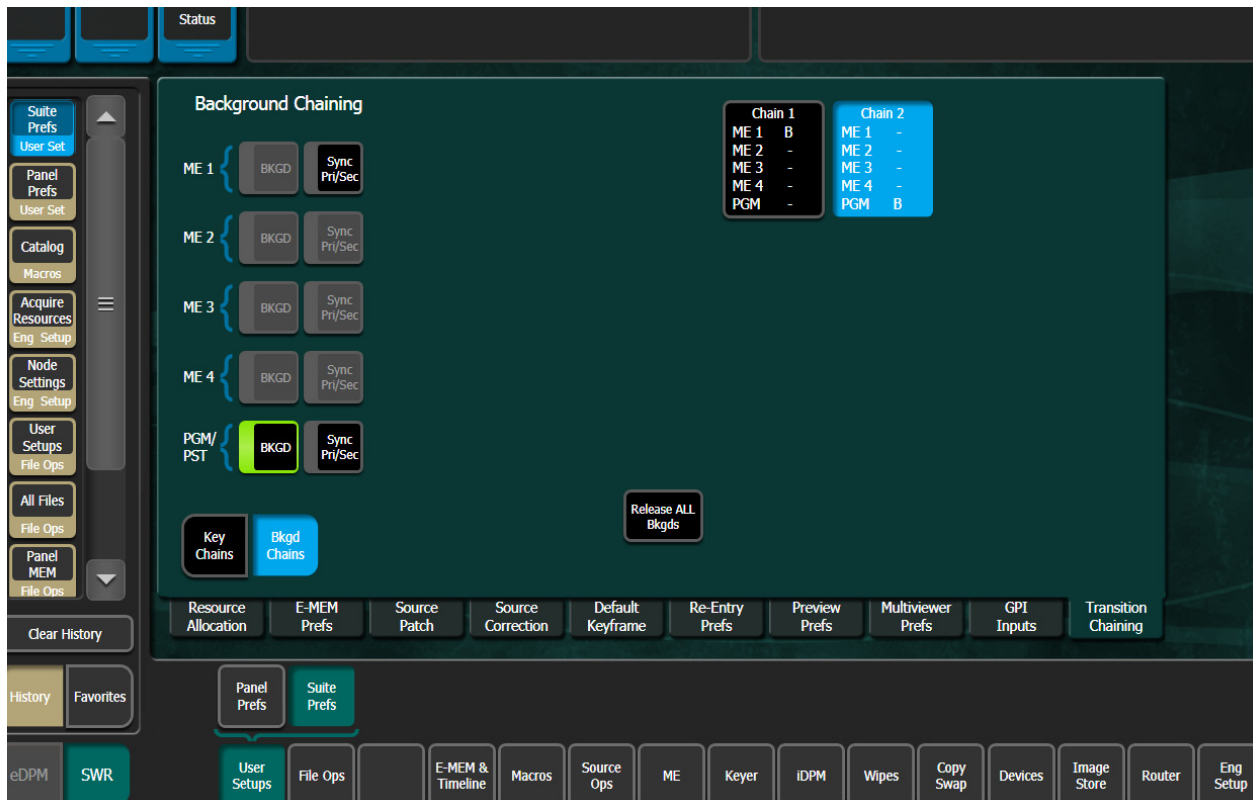 Status
Suite
Prefs
User Set
Panel
Prefs
User Set
Catalog
Macros
Acquire
Resources
Eng Setup
Node
Settings
Eng Setup
User
Setups
File Ops
All Files
File Ops
Panel
MEM
File Ops
Clear History
History
Favorites
eDPM
SWR
Background Chaining
ME 1
BKGD
Sync
Pri/Sec
ME 2
BKGD
Sync
Pri/Sec
ME 3
BKGD
Sync
Pri/Sec
ME 4
BKGD
Sync
Pri/Sec
PGM/
PST
BKGD
Sync
Pri/Sec
Chain 1
ME 1 B
ME 2 -
ME 3 -
ME 4 -
PGM -
Chain 2
ME 1 -
ME 2 -
ME 3 -
ME 4 -
PGM B
Key
Chains
Bkgd
Chains
Release ALL
Bkgds
Resource
Allocation
E-MEM
Prefs
Source
Patch
Source
Correction
Default
Keyframe
Re-Entry
Prefs
Preview
Prefs
Multiviewer
Prefs
GPI
Inputs
Transition
Chaining
Panel
Prefs
Suite
Prefs
User
Setups
File Ops
E-MEM &
Timeline
Macros
Source
Ops
ME
Keyer
iDPM
Wipes
Copy
Swap
Devices
Image
Store
Router
Eng
Setup